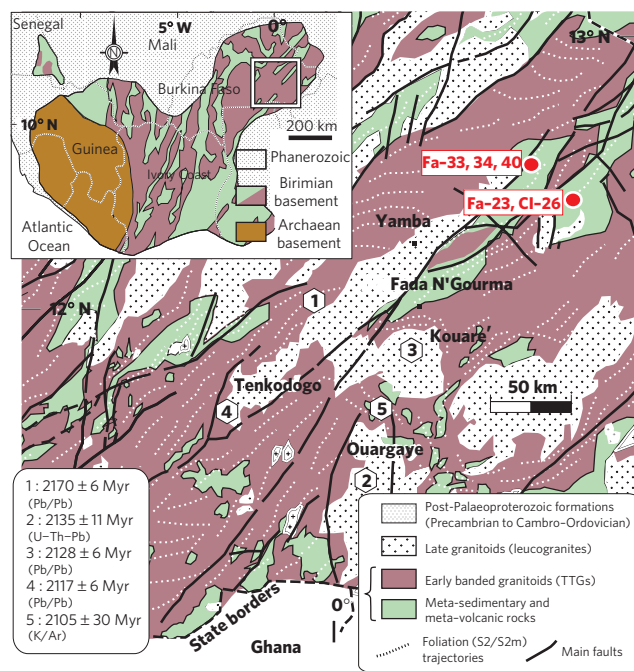 Senegal
5° W
0°
Mali
N
Burkina Faso
10° N
Guinea
Ivory Coast
Atlantic
Ocean
200 km
Phanerozoic
Birimian
basement
Archaean
basement
13° N
Fa–33, 34, 40
Fa–23, CI–26
Yamba
Fada N'Gourma
12° N
1
Kouare'
3
Tenkodogo
50 km
4
5
Ouargaye
2
1 : 2170 ± 6 Myr
(Pb/Pb)
2 : 2135 ± 11 Myr
(U–Th–Pb)
3 : 2128 ± 6 Myr
(Pb/Pb)
4 : 2117 ± 6 Myr
(Pb/Pb)
5 : 2105 ± 30 Myr
(K/Ar)
State borders
0°
Ghana
Post-Palaeoproterozoic formations
(Precambrian to Cambro–Ordovician)
Late granitoids (leucogranites)
Early banded granitoids (TTGs)
Meta-sedimentary and
meta-volcanic rocks
Foliation (S2/S2m)
trajectories
Main faults